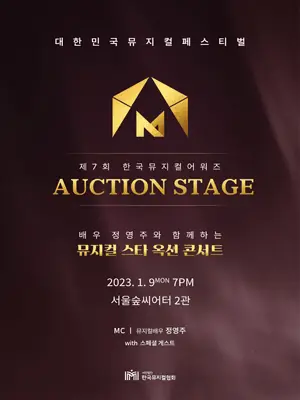 대한민국뮤지컬페스티벌
제7회 한국뮤지컬어워즈
AUCTION STAGE
배우 정영주와 함께하는
뮤지컬 스타 옥션 콘서트
2023. 1. 9MON 7PM
서울숲씨어터 2관
MC | 뮤지컬배우 정영주
with 스페셜 게스트
한국뮤지컬협회